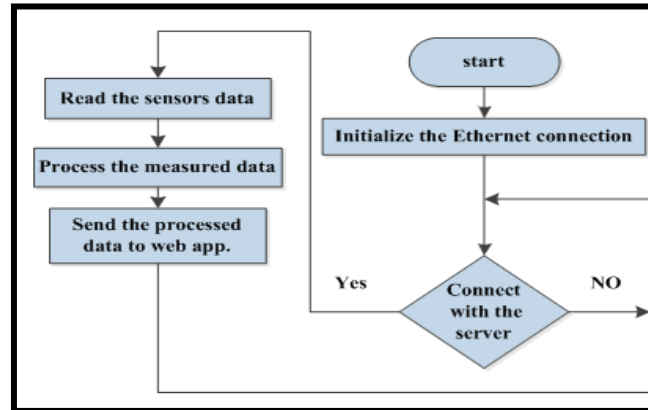 start
Initialize the Ethernet connection
Connect
with the
server
Yes
NO
Read the sensors data
Process the measured data
Send the processed
data to web app.